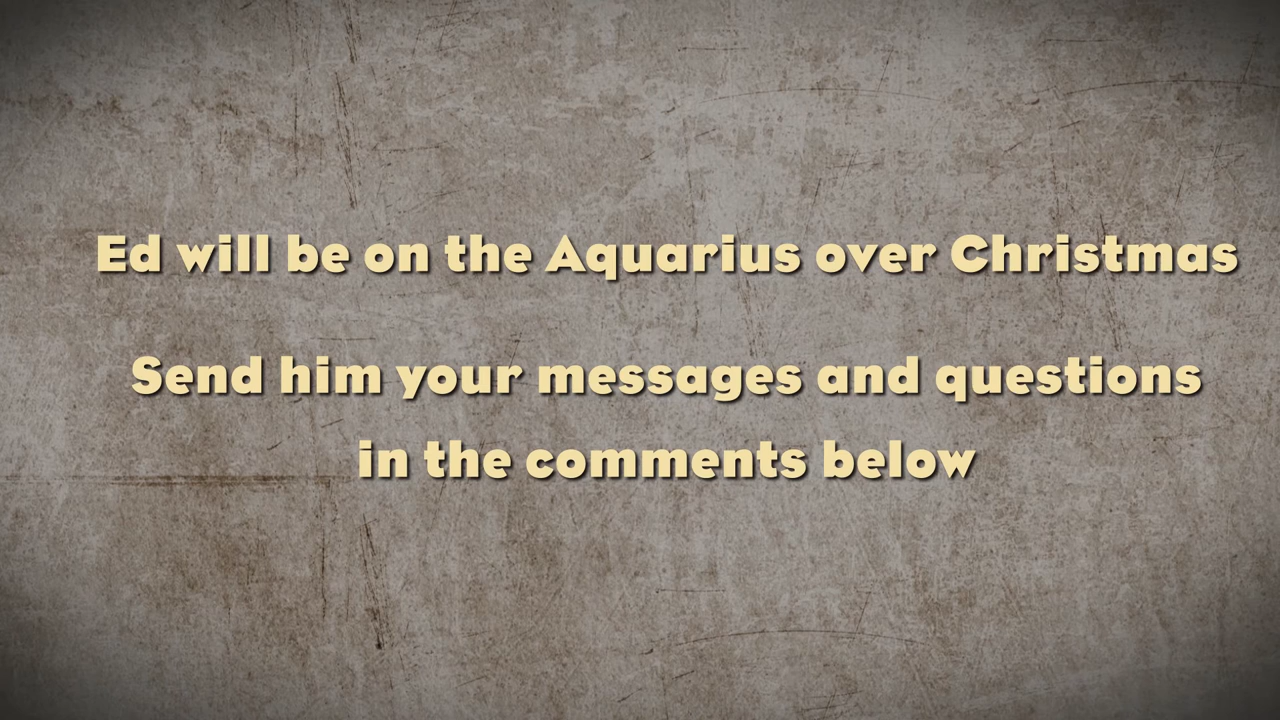 Ed will be on the Aquarius over Christmas
Send him your messages and questions
in the comments below